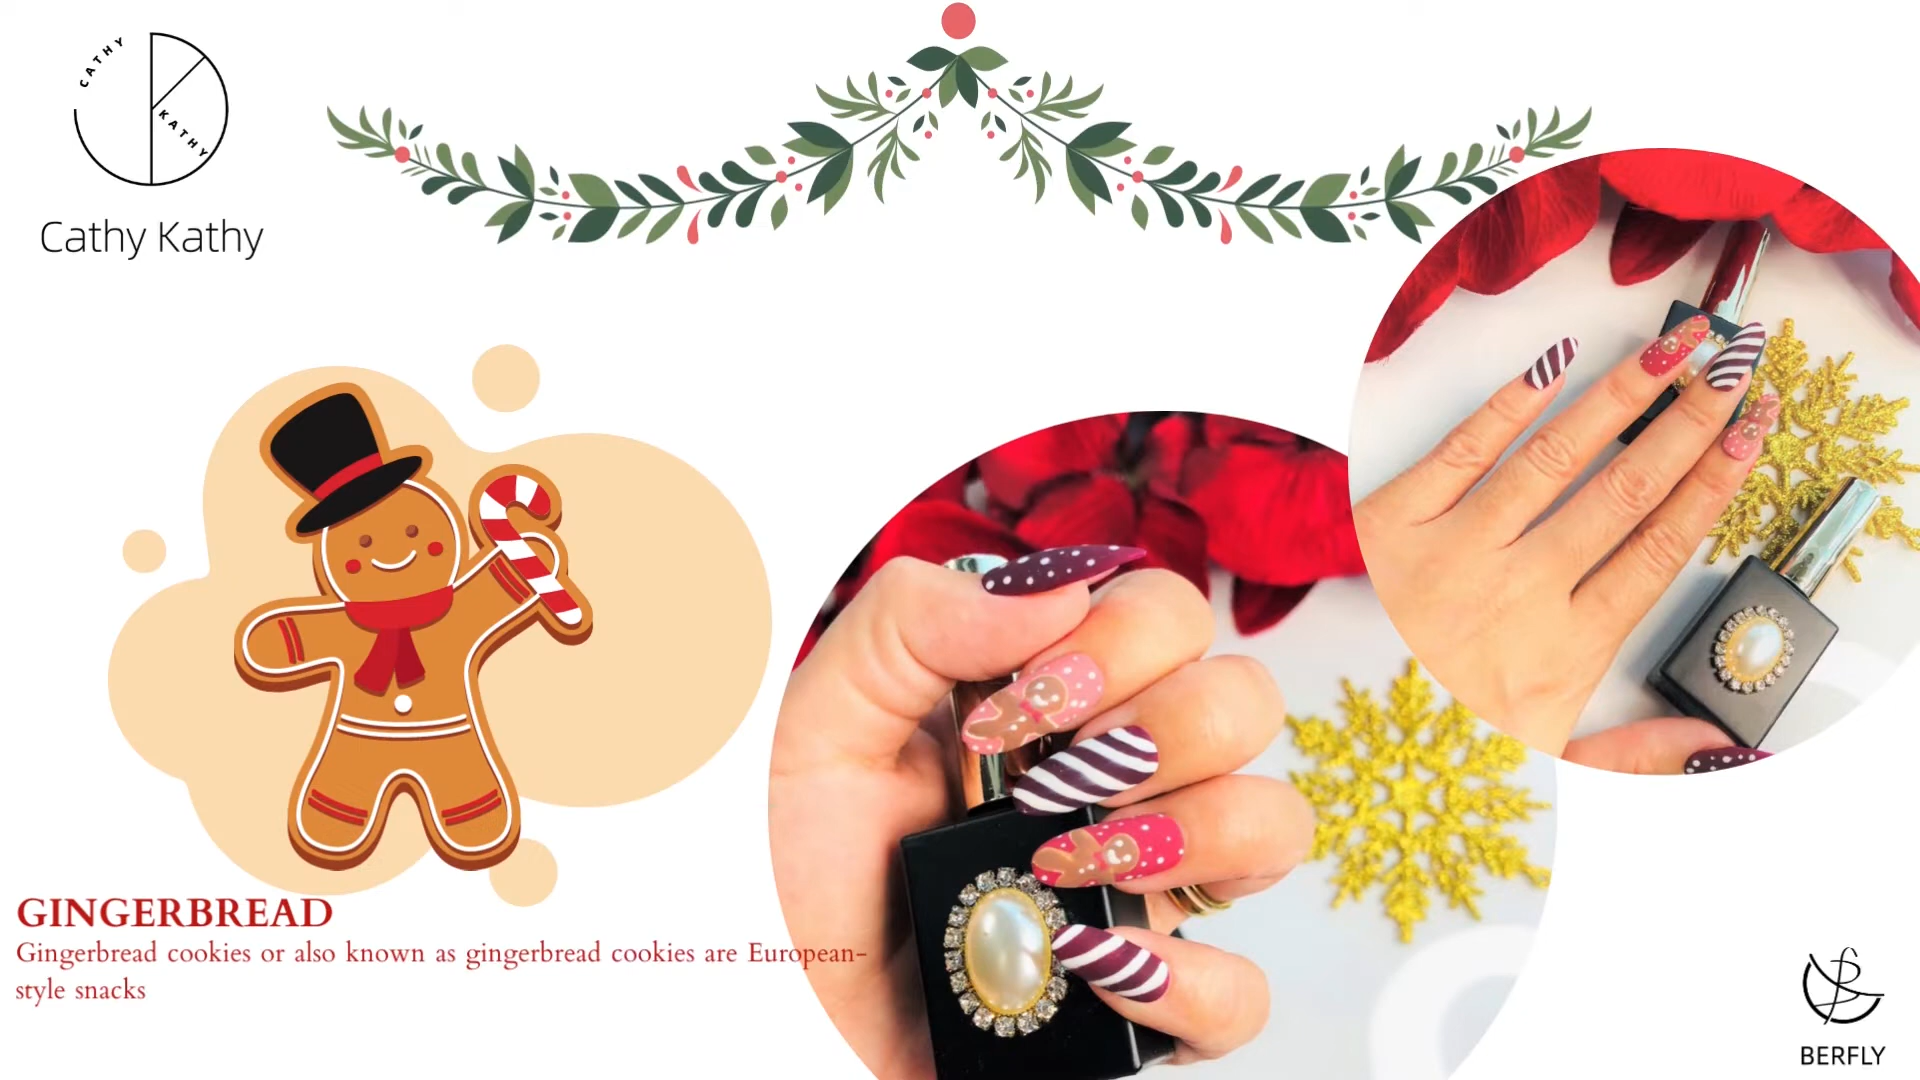 CATHY
KATHY
Cathy Kathy
GINGERBREAD
Gingerbread cookies or also known as gingerbread cookies are European-
style snacks
BERFLY